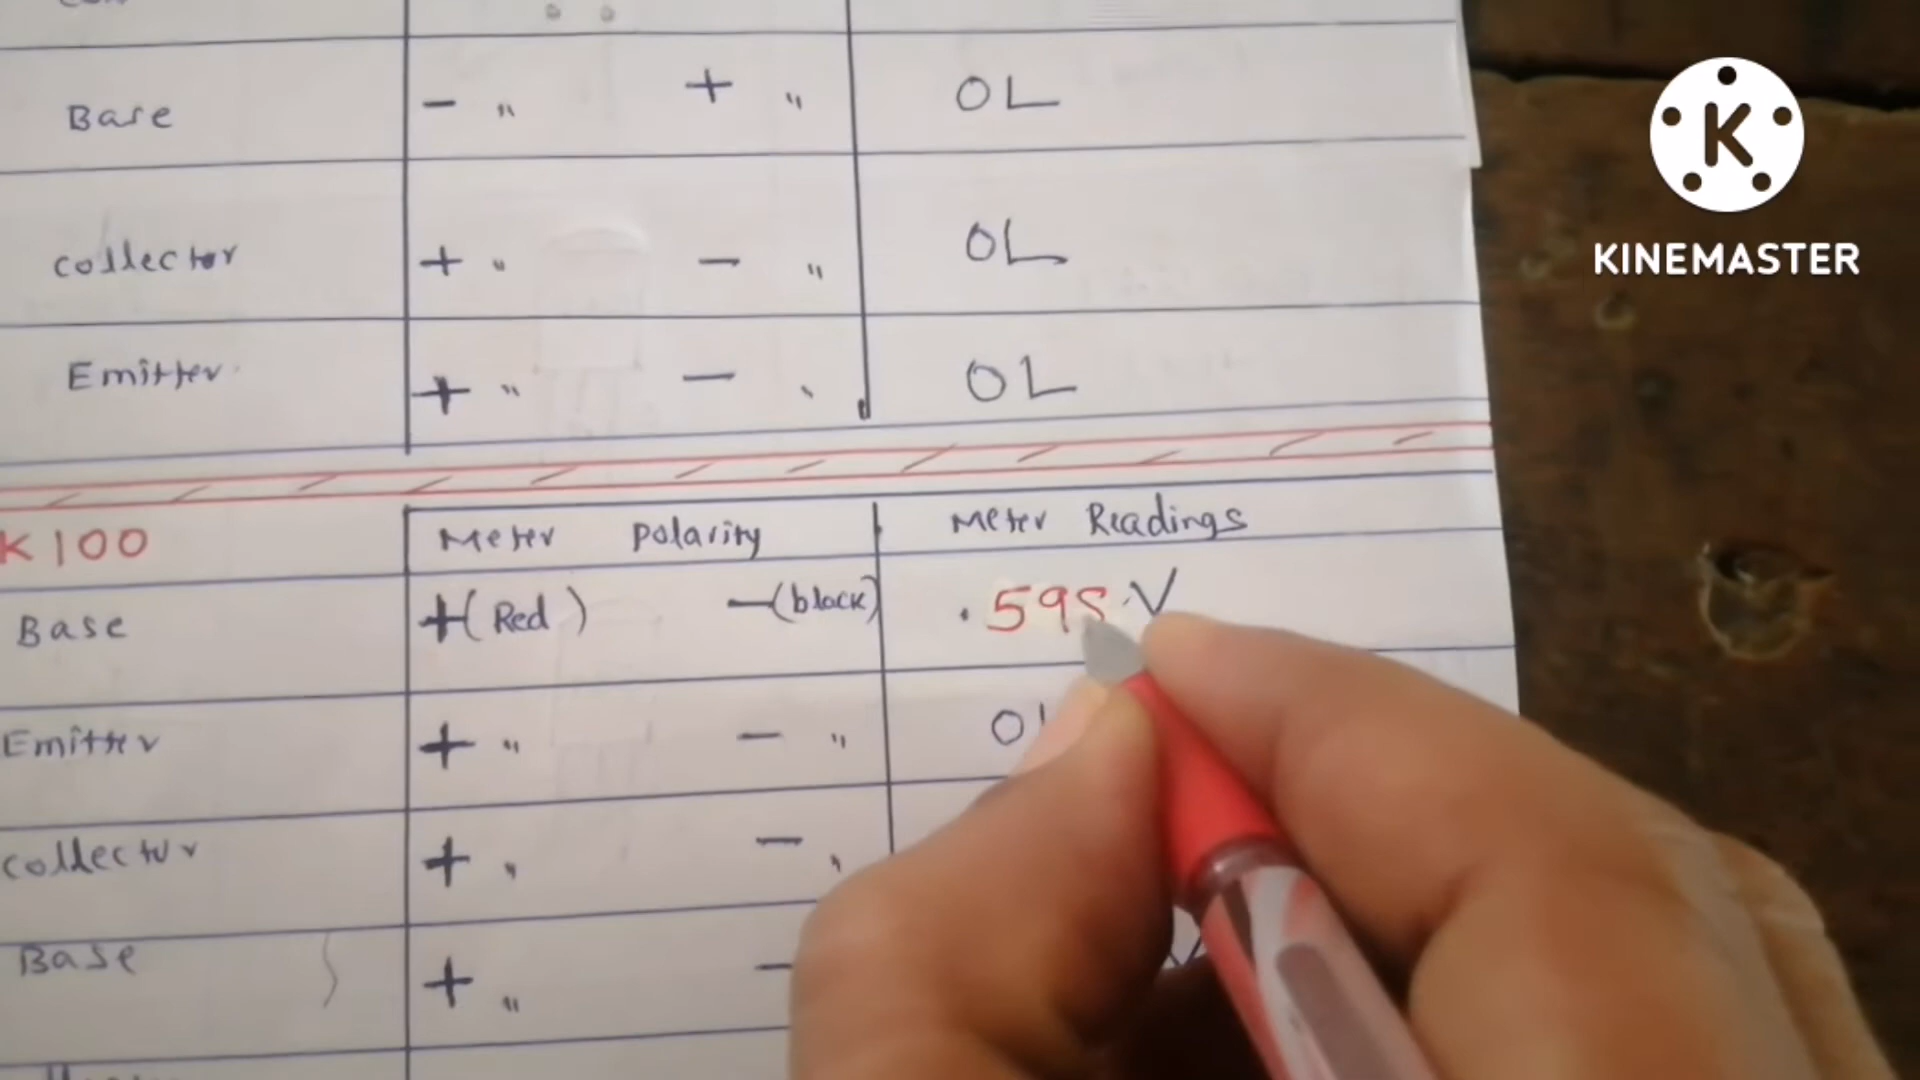 Base - " + " OL
K
KINEMASTER
Collector + " - " OL
Emitter + " - " OL
K100 Meter Polarity Meter Readings
Base +(Red) -(black) .595 V
Emitter + " - "
Collector + " - "
Base + " -